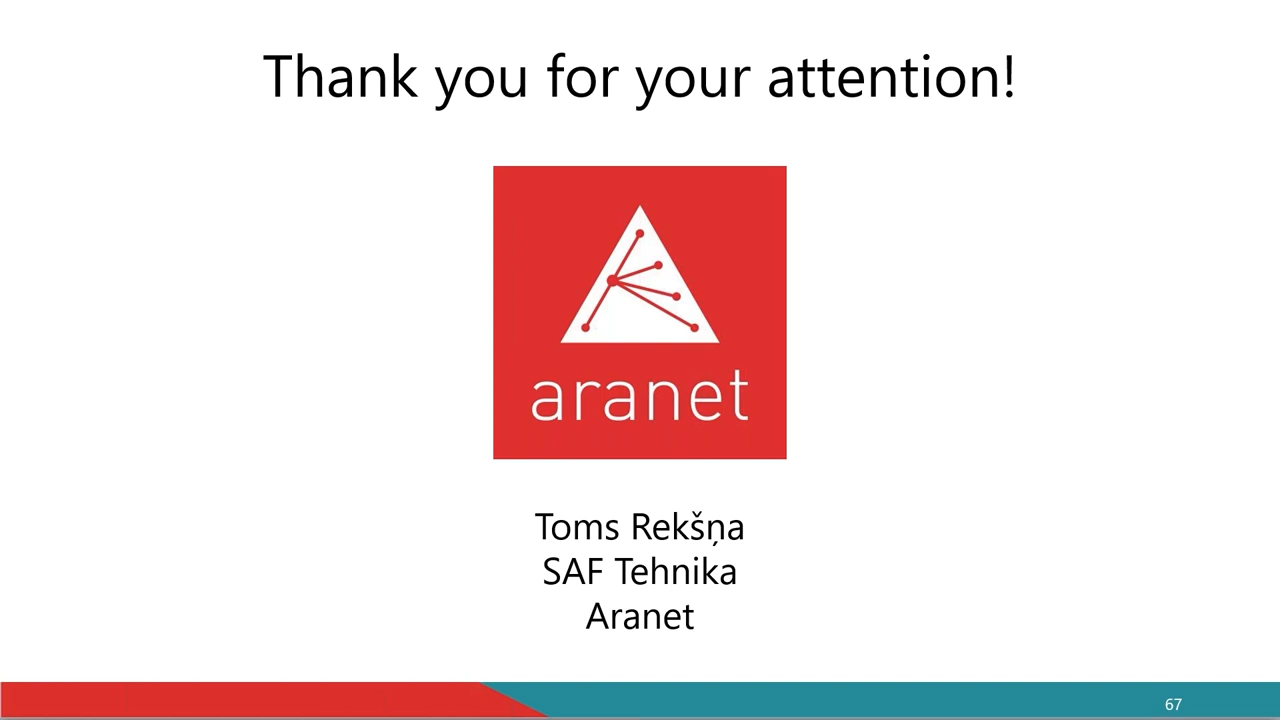 Thank you for your attention!
aranet
Toms Rekšņa
SAF Tehnika
Aranet
67